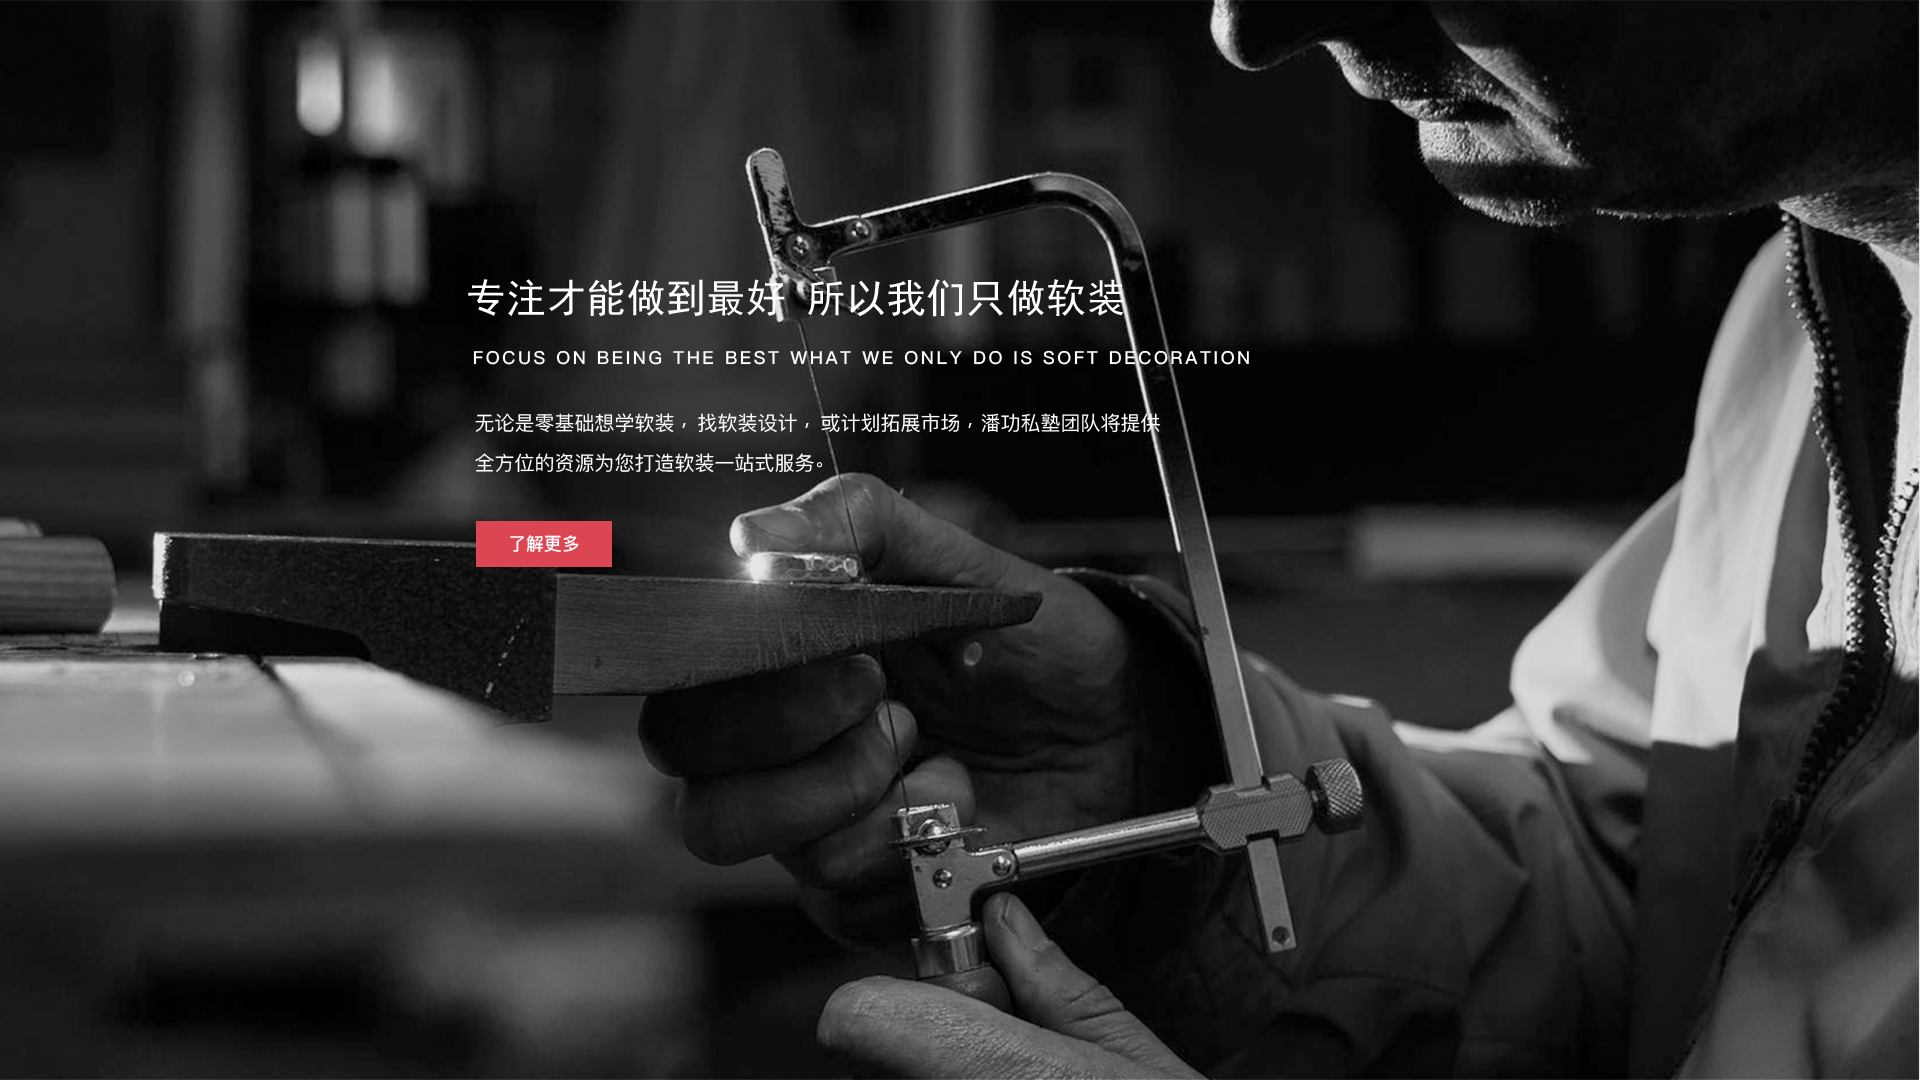 专注才能做到最好 所以我们只做软装
FOCUS ON BEING THE BEST WHAT WE ONLY DO IS SOFT DECORATION
无论是零基础想学软装，找软装设计，或计划拓展市场，潘功私塾团队将提供
全方位的资源为您打造软装一站式服务。
了解更多